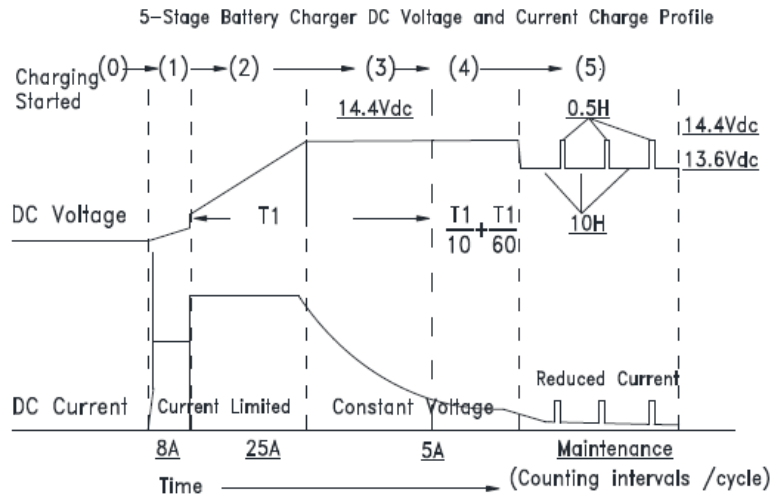 5-Stage Battery Charger DC Voltage and Current Charge Profile
Charging Started
(0) (1) (2) (3) (4) (5)
14.4Vdc
0.5H
14.4Vdc
13.6Vdc
DC Voltage
T1
T1/10 + T1/60
10H
Reduced Current
DC Current
Current Limited
Constant Voltage
8A
25A
5A
Maintenance
Time
(Counting intervals /cycle)